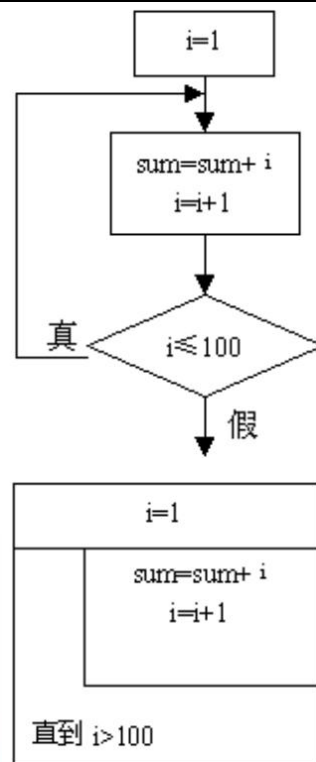 i=1
sum=sum+ i
i=i+1
真
i≤100
假
i=1
sum=sum+ i
i=i+1
直到 i>100